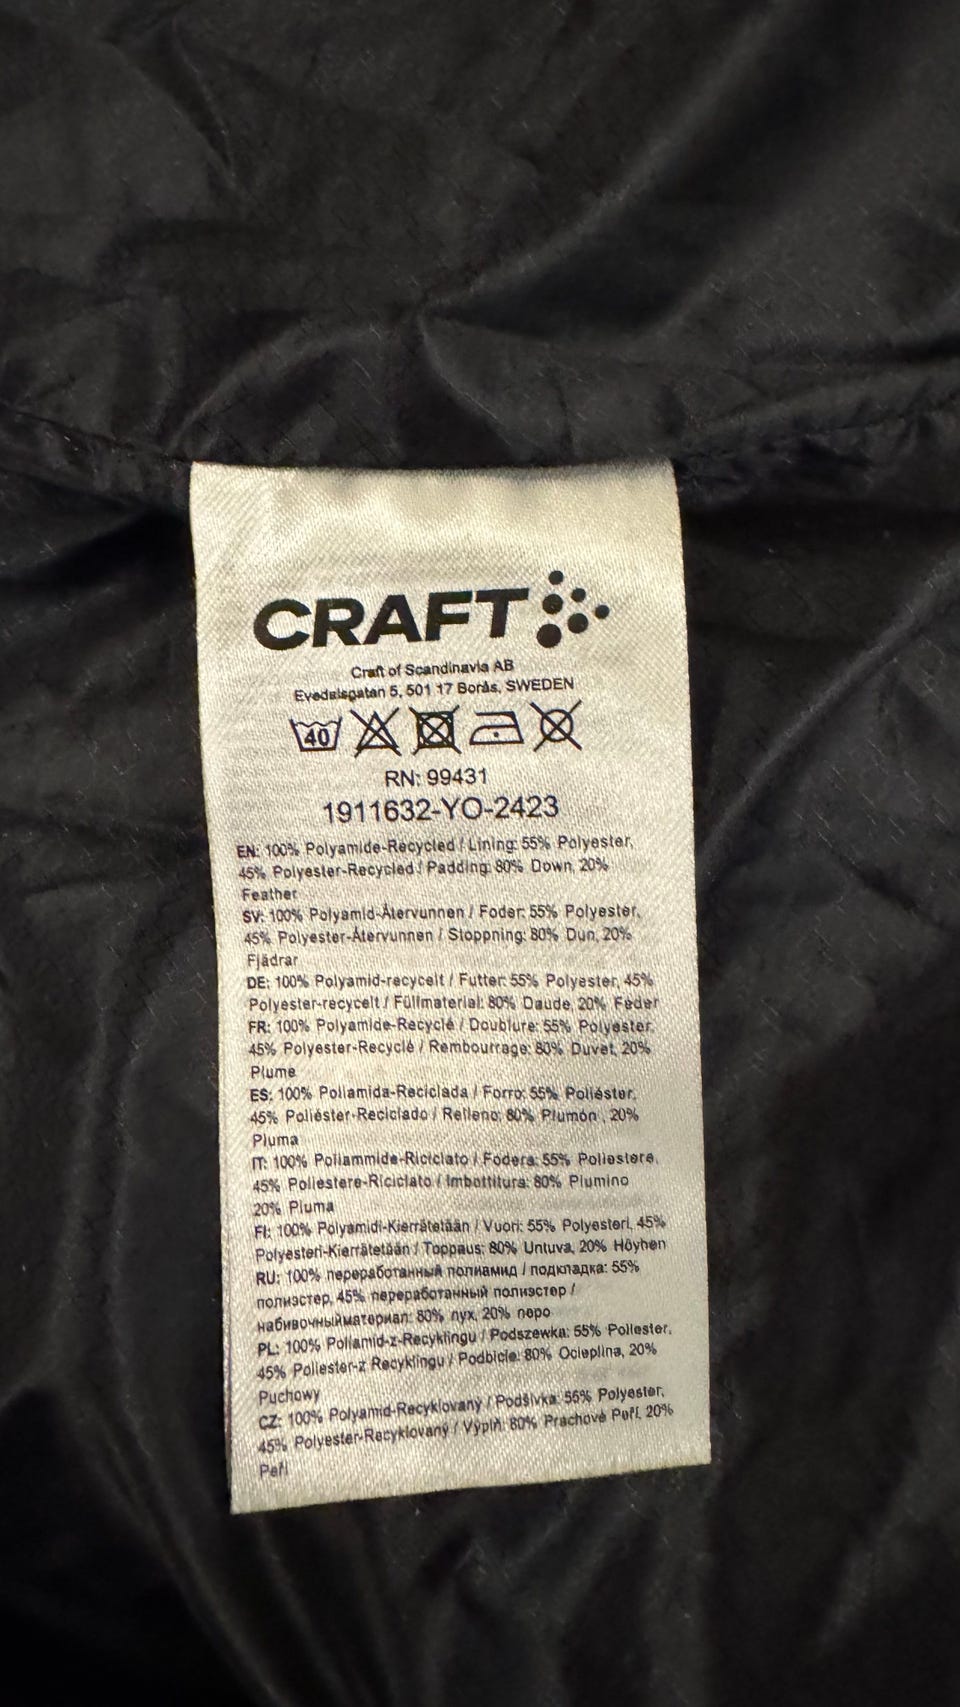 CRAFT
Craft of Scandinavia AB
Evedalsgatan 5, 501 17 Borås, SWEDEN
40
RN: 99431
1911632-YO-2423
EN: 100% Polyamide-Recycled / Lining: 55% Polyester,
45% Polyester-Recycled / Padding: 80% Down, 20%
Feather
SV: 100% Polyamid-Återvunnen / Foder: 55% Polyester,
45% Polyester-Återvunnen / Stoppning: 80% Dun, 20%
Fjädrar
DE: 100% Polyamid-recycelt / Futter: 55% Polyester, 45%
Polyester-recycelt / Füllmaterial: 80% Daude, 20% Feder
FR: 100% Polyamide-Recyclé / Doublure: 55% Polyester,
45% Polyester-Recyclé / Rembourrage: 80% Duvet, 20%
Plume
ES: 100% Poliamida-Reciclada / Forro: 55% Poliéster,
45% Poliéster-Reciclado / Relleno: 80% Plumón , 20%
Pluma
IT: 100% Poliammide-Riciclato / Fodera: 55% Poliestere,
45% Poliestere-Riciclato / Imbottitura: 80% Piumino
20% Piuma
FI: 100% Polyamidi-Kierrätetään / Vuori: 55% Polyesteri, 45%
Polyesteri-Kierrätetään / Toppaus: 80% Untuva, 20% Höyhen
RU: 100% переработанный полиамид / подкладка: 55%
полиэстер, 45% переработанный полиэстер /
набивочныйматериал: 80% пух, 20% перо
PL: 100% Poliamid-z-Recyklingu / Podszewka: 55% Poliester,
45% Poliester-z Recyklingu / Podbicie: 80% Ocieplina, 20%
Puchowy
CZ: 100% Polyamid-Recyklovaný / Podšívka: 55% Polyester,
45% Polyester-Recyklovaný / Výplň: 80% Prachové Peří, 20%
Peří